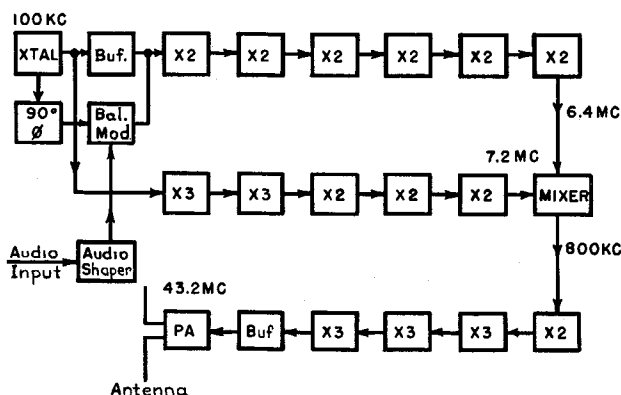 100KC
XTAL
Buf.
X2
X2
X2
X2
X2
X2
90°
Ø
Bal.
Mod.
6.4MC
7.2MC
X3
X3
X2
X2
X2
MIXER
Audio
Input
Audio
Shaper
800KC
43.2MC
PA
Buf
X3
X3
X3
X2
Antenna